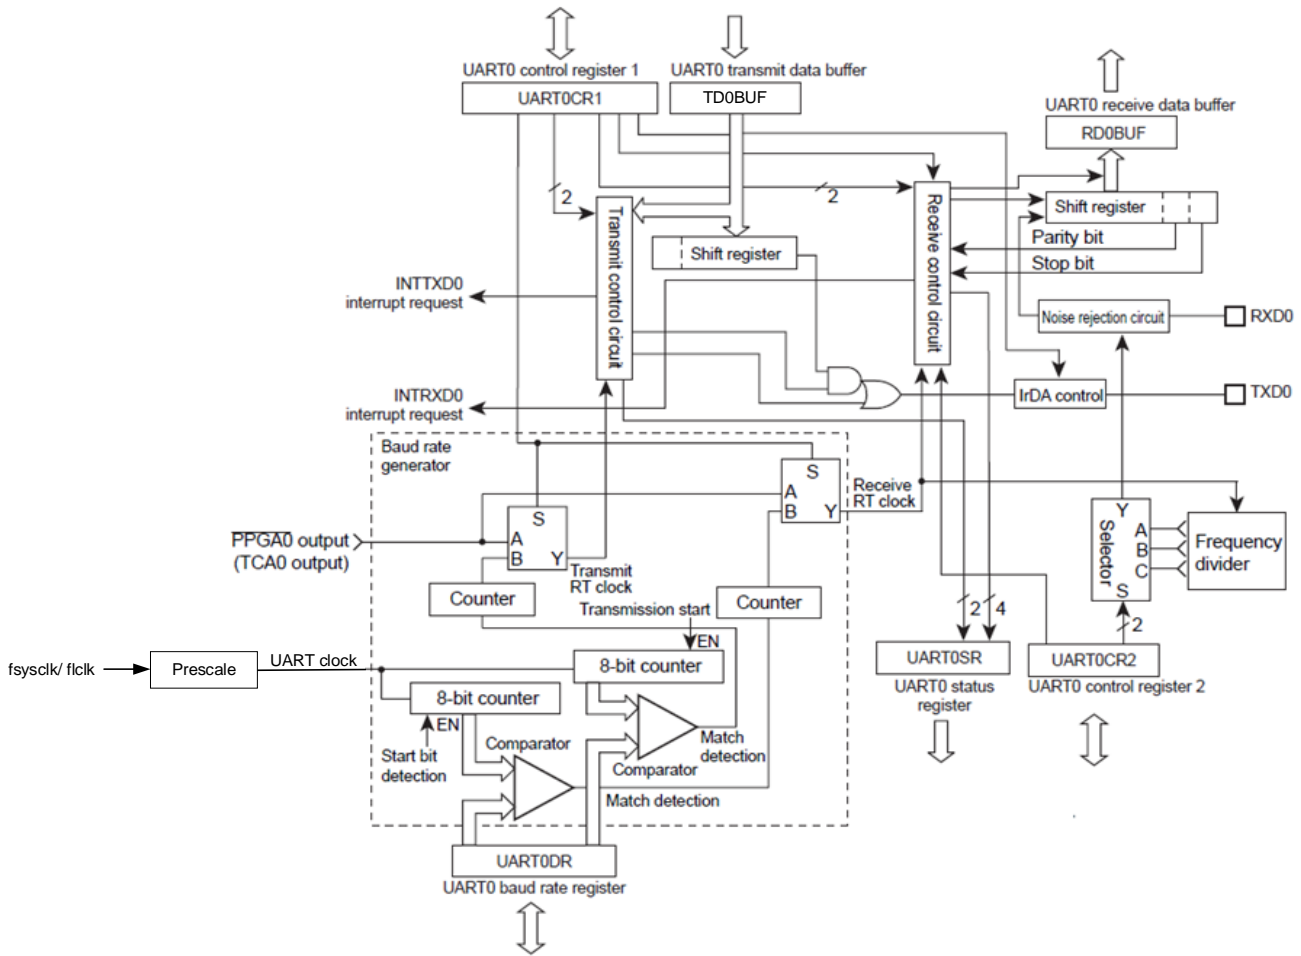 UART0 control register 1
UART0CR1
UART0 transmit data buffer
TD0BUF
UART0 receive data buffer
RD0BUF
2
2
Transmit control circuit
Receive control circuit
Shift register
Shift register
Parity bit
Stop bit
INTTXD0
interrupt request
Noise rejection circuit
RXD0
INTRXD0
interrupt request
IrDA control
TXD0
Baud rate
generator
S
A
B
Y
Receive
RT clock
S
A
B
Y
Transmit
RT clock
PPGA0 output
(TCA0 output)
Y
Selector
A
B
C
S
Frequency
divider
Counter
Counter
Transmission start
EN
2
4
2
fsysclk/ flclk
Prescale
UART clock
8-bit counter
8-bit counter
EN
Start bit
detection
Comparator
Match
detection
Comparator
Match detection
UART0SR
UART0 status
register
UART0CR2
UART0 control register 2
UART0DR
UART0 baud rate register